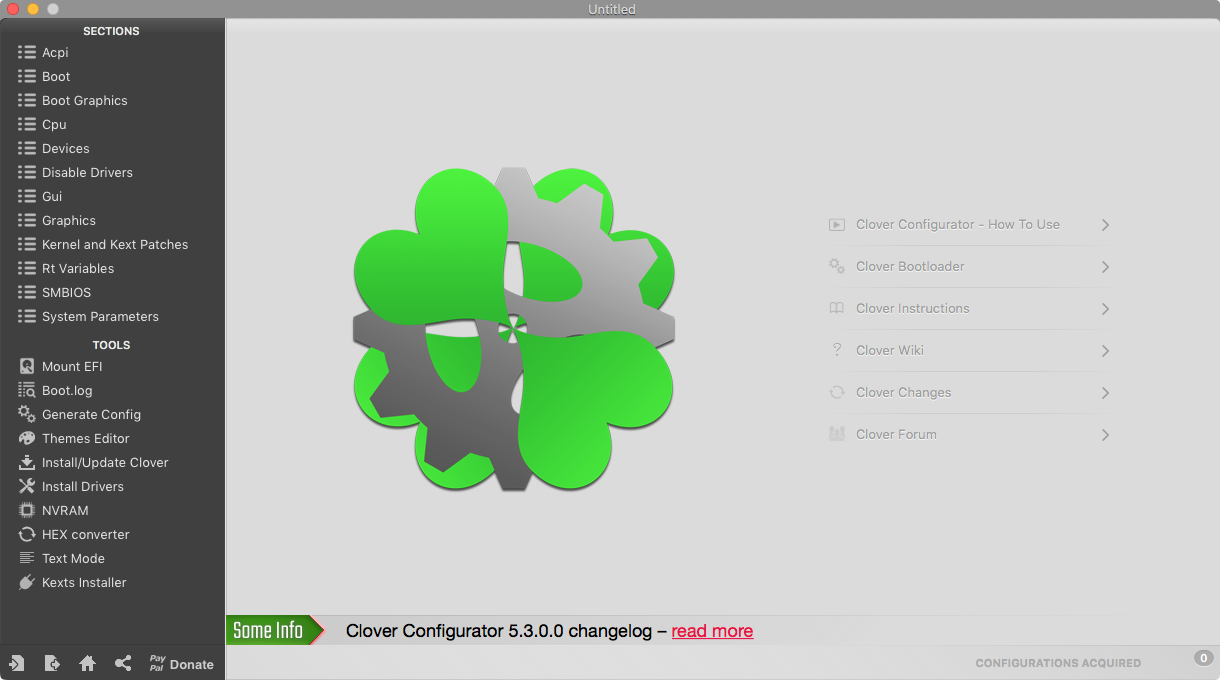 Untitled
SECTIONS
Acpi
Boot
Boot Graphics
Cpu
Devices
Disable Drivers
Gui
Graphics
Kernel and Kext Patches
Rt Variables
SMBIOS
System Parameters
TOOLS
Mount EFI
Boot.log
Generate Config
Themes Editor
Install/Update Clover
Install Drivers
NVRAM
HEX converter
Text Mode
Kexts Installer
Pay
Pal
Donate
Clover Configurator - How To Use
Clover Bootloader
Clover Instructions
? Clover Wiki
Clover Changes
Clover Forum
Some Info
Clover Configurator 5.3.0.0 changelog – read more
CONFIGURATIONS ACQUIRED
0